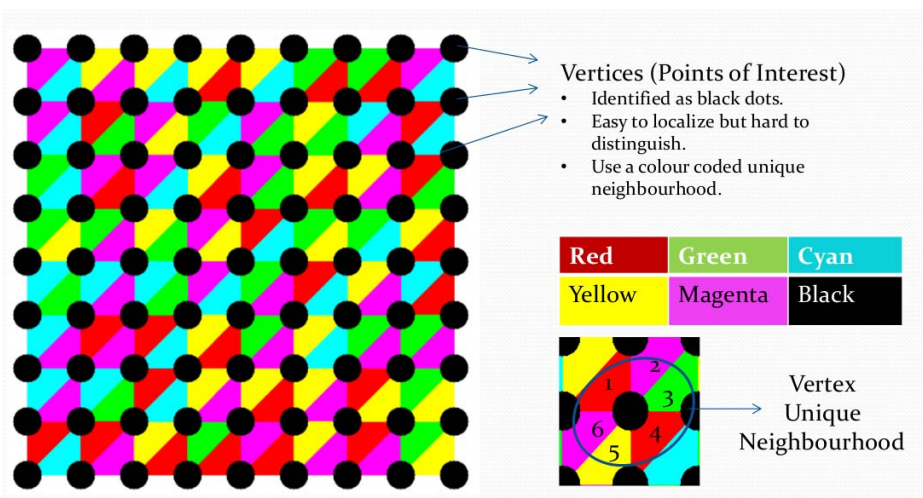 Vertices (Points of Interest)
• Identified as black dots.
• Easy to localize but hard to
distinguish.
• Use a colour coded unique
neighbourhood.
Red Green Cyan
Yellow Magenta Black
1 2
3
6 4
5
Vertex
Unique
Neighbourhood